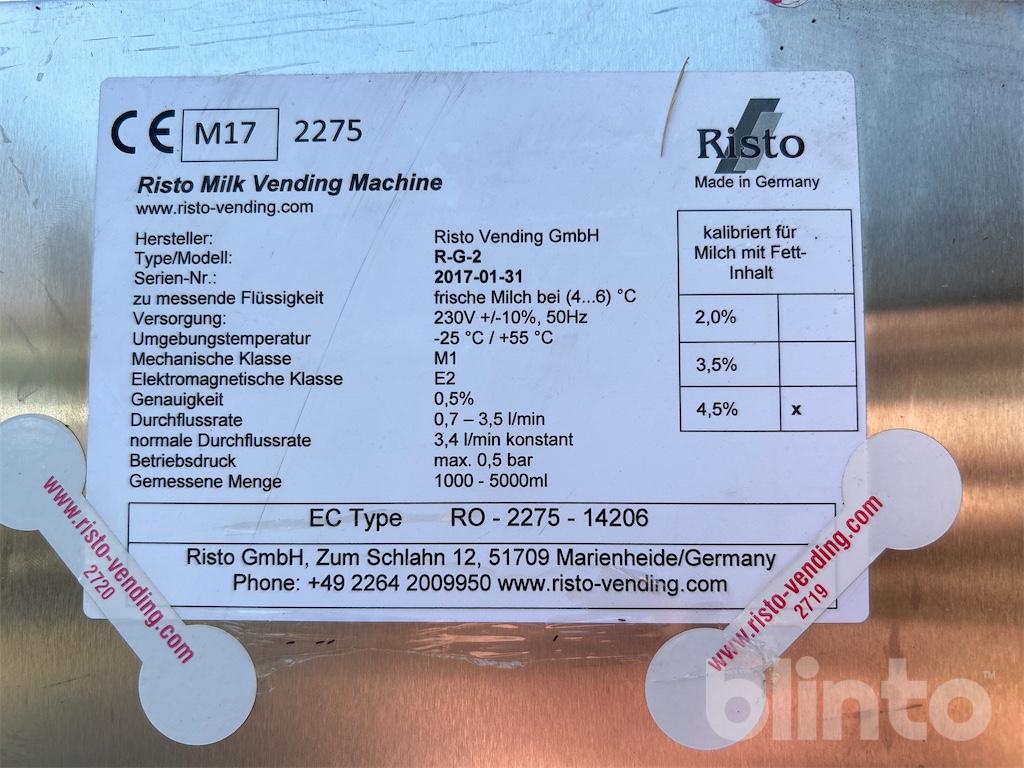 CE M17 2275
Risto
Made in Germany
Risto Milk Vending Machine
www.risto-vending.com
Hersteller: Risto Vending GmbH
Type/Modell: R-G-2
Serien-Nr.: 2017-01-31
zu messende Flüssigkeit frische Milch bei (4...6) °C
Versorgung: 230V +/-10%, 50Hz
Umgebungstemperatur -25 °C / +55 °C
Mechanische Klasse M1
Elektromagnetische Klasse E2
Genauigkeit 0,5%
Durchflussrate 0,7 – 3,5 l/min
normale Durchflussrate 3,4 l/min konstant
Betriebsdruck max. 0,5 bar
Gemessene Menge 1000 - 5000ml
kalibriert für
Milch mit Fett-
Inhalt
2,0%
3,5%
4,5% x
EC Type RO - 2275 - 14206
Risto GmbH, Zum Schlahn 12, 51709 Marienheide/Germany
Phone: +49 2264 2009950 www.risto-vending.com
www.risto-vending.com
2720
www.risto-vending.com
2719
blinto™